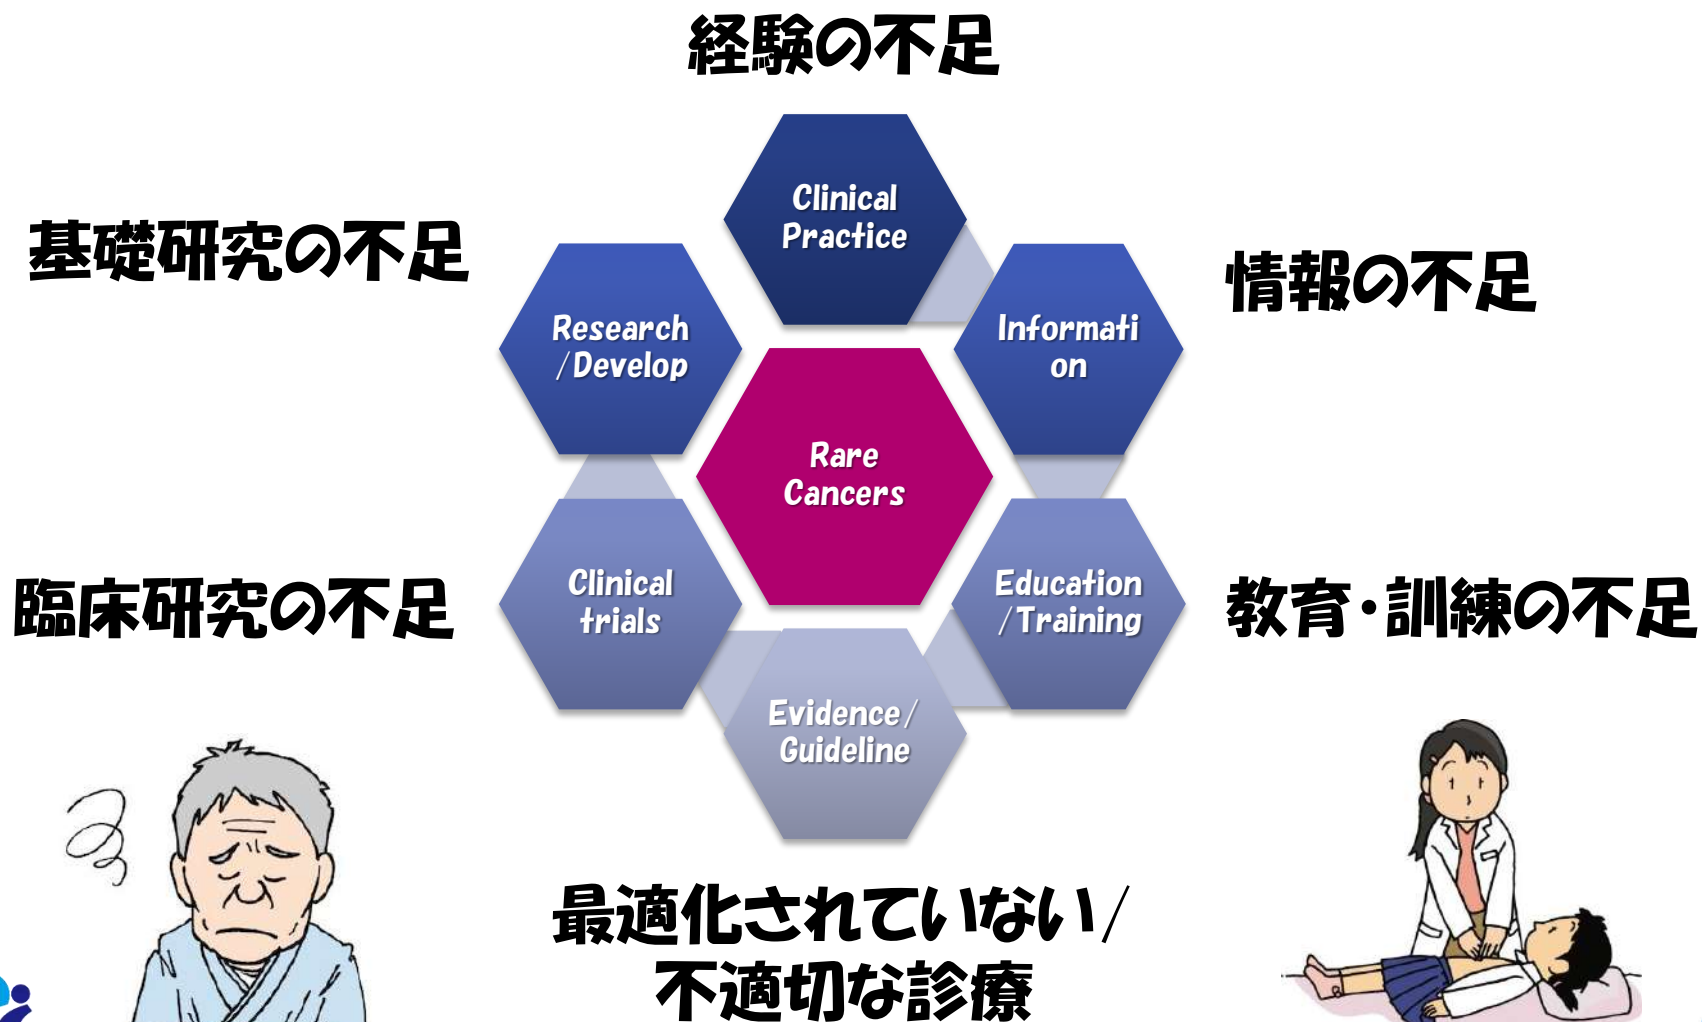 経験の不足
Clinical
Practice
基礎研究の不足
Research
/Develop
Informati
on
情報の不足
Rare
Cancers
臨床研究の不足
Clinical
trials
Education
/Training
教育・訓練の不足
Evidence/
Guideline
最適化されていない/
不適切な診療